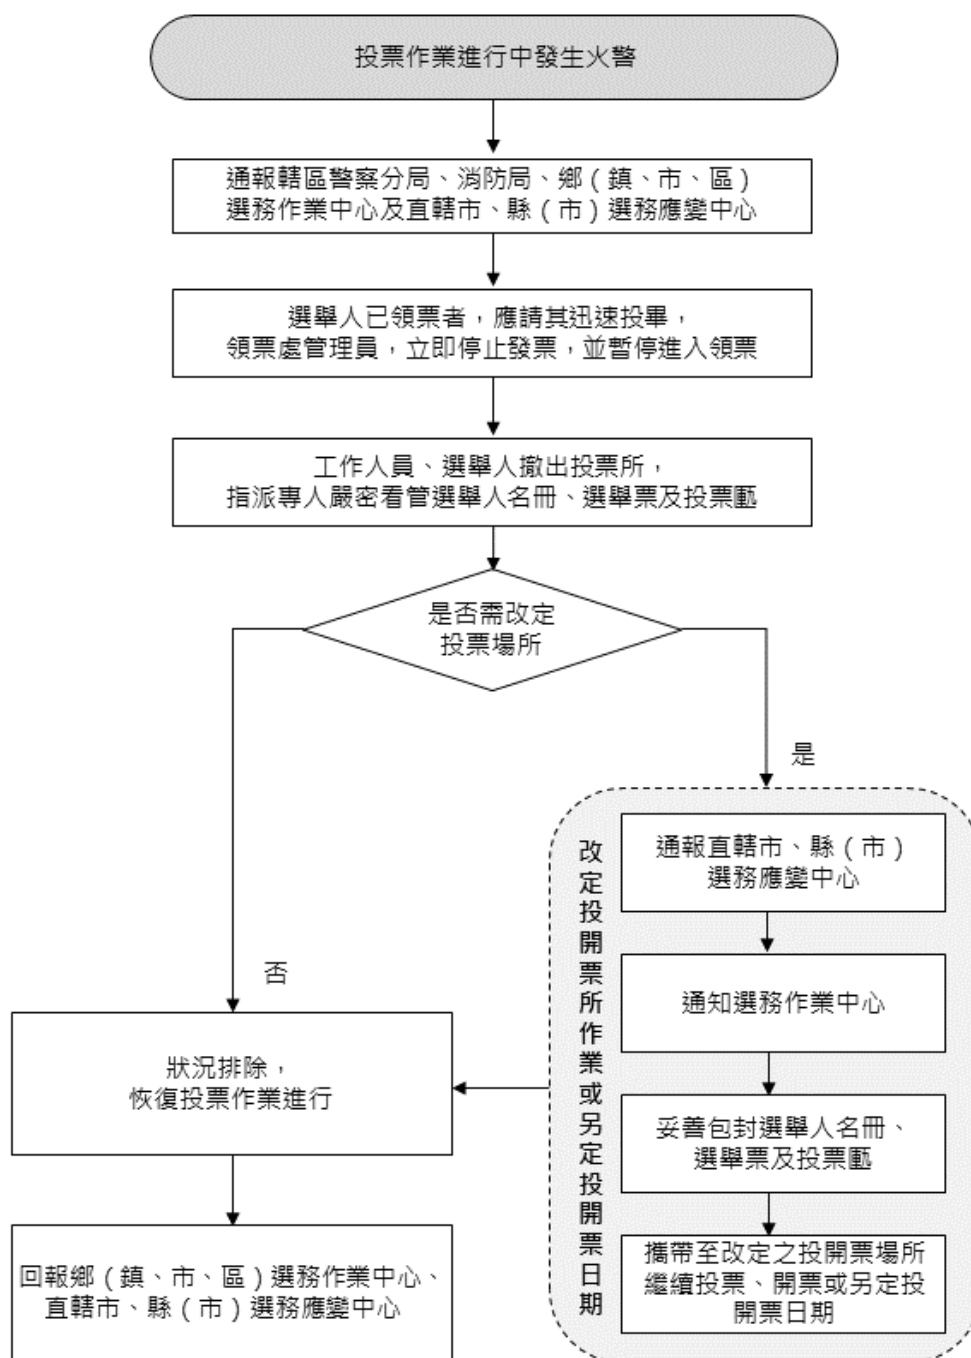 投票作業進行中發生火警
通報轄區警察分局、消防局、鄉（鎮、市、區）
選務作業中心及直轄市、縣（市）選務應變中心
選舉人已領票者，應請其迅速投畢，
領票處管理員，立即停止發票，並暫停進入領票
工作人員、選舉人撤出投票所，
指派專人嚴密看管選舉人名冊、選舉票及投票匭
是否需改定
投票場所
是
否
改定投開票所作業或另定投開票日期
通報直轄市、縣（市）
選務應變中心
通知選務作業中心
妥善包封選舉人名冊、
選舉票及投票匭
攜帶至改定之投開票場所
繼續投票、開票或另定投
開票日期
狀況排除，
恢復投票作業進行
回報鄉（鎮、市、區）選務作業中心、
直轄市、縣（市）選務應變中心